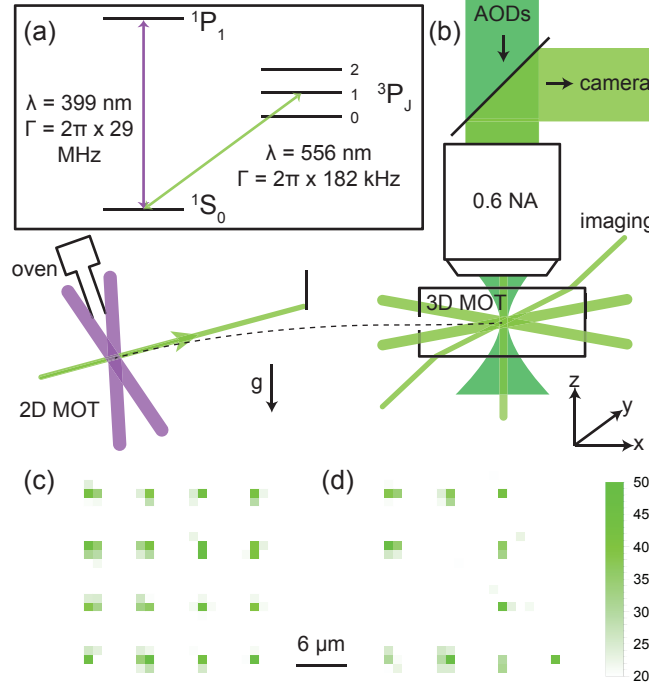 (a)
¹P₁
λ = 399 nm
Γ = 2π x 29
MHz
2
1
0
³P_J
λ = 556 nm
Γ = 2π x 182 kHz
¹S₀
(b)
AODs
camera
0.6 NA
imaging
3D MOT
oven
2D MOT
g
z
y
x
(c)
(d)
6 μm
50
45
40
35
30
25
20